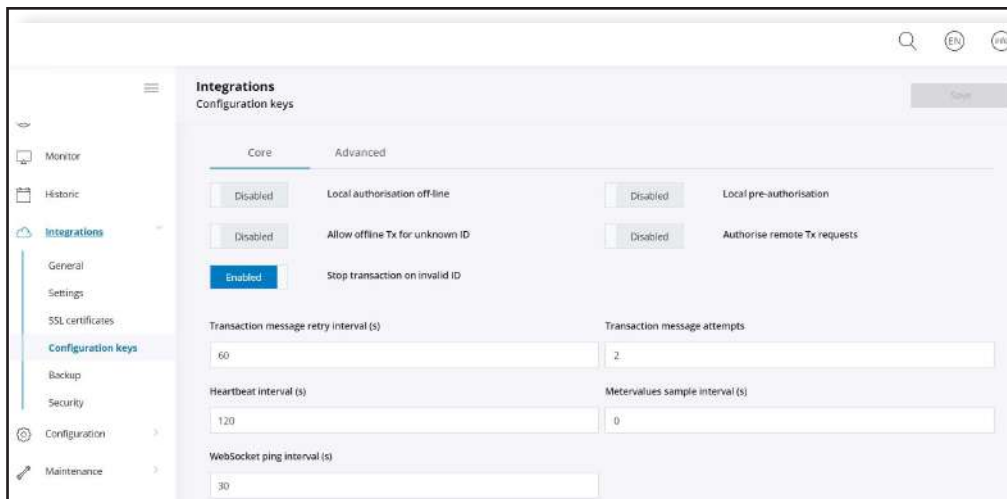 EN
Integrations
Configuration keys
Save
Core
Advanced
Monitor
Historic
Integrations
General
Settings
SSL certificates
Configuration keys
Backup
Security
Configuration
Maintenance
Disabled
Local authorisation off-line
Disabled
Local pre-authorisation
Disabled
Allow offline Tx for unknown ID
Disabled
Authorise remote Tx requests
Enabled
Stop transaction on invalid ID
Transaction message retry interval (s)
Transaction message attempts
60
2
Heartbeat interval (s)
Metervalues sample interval (s)
120
0
WebSocket ping interval (s)
30